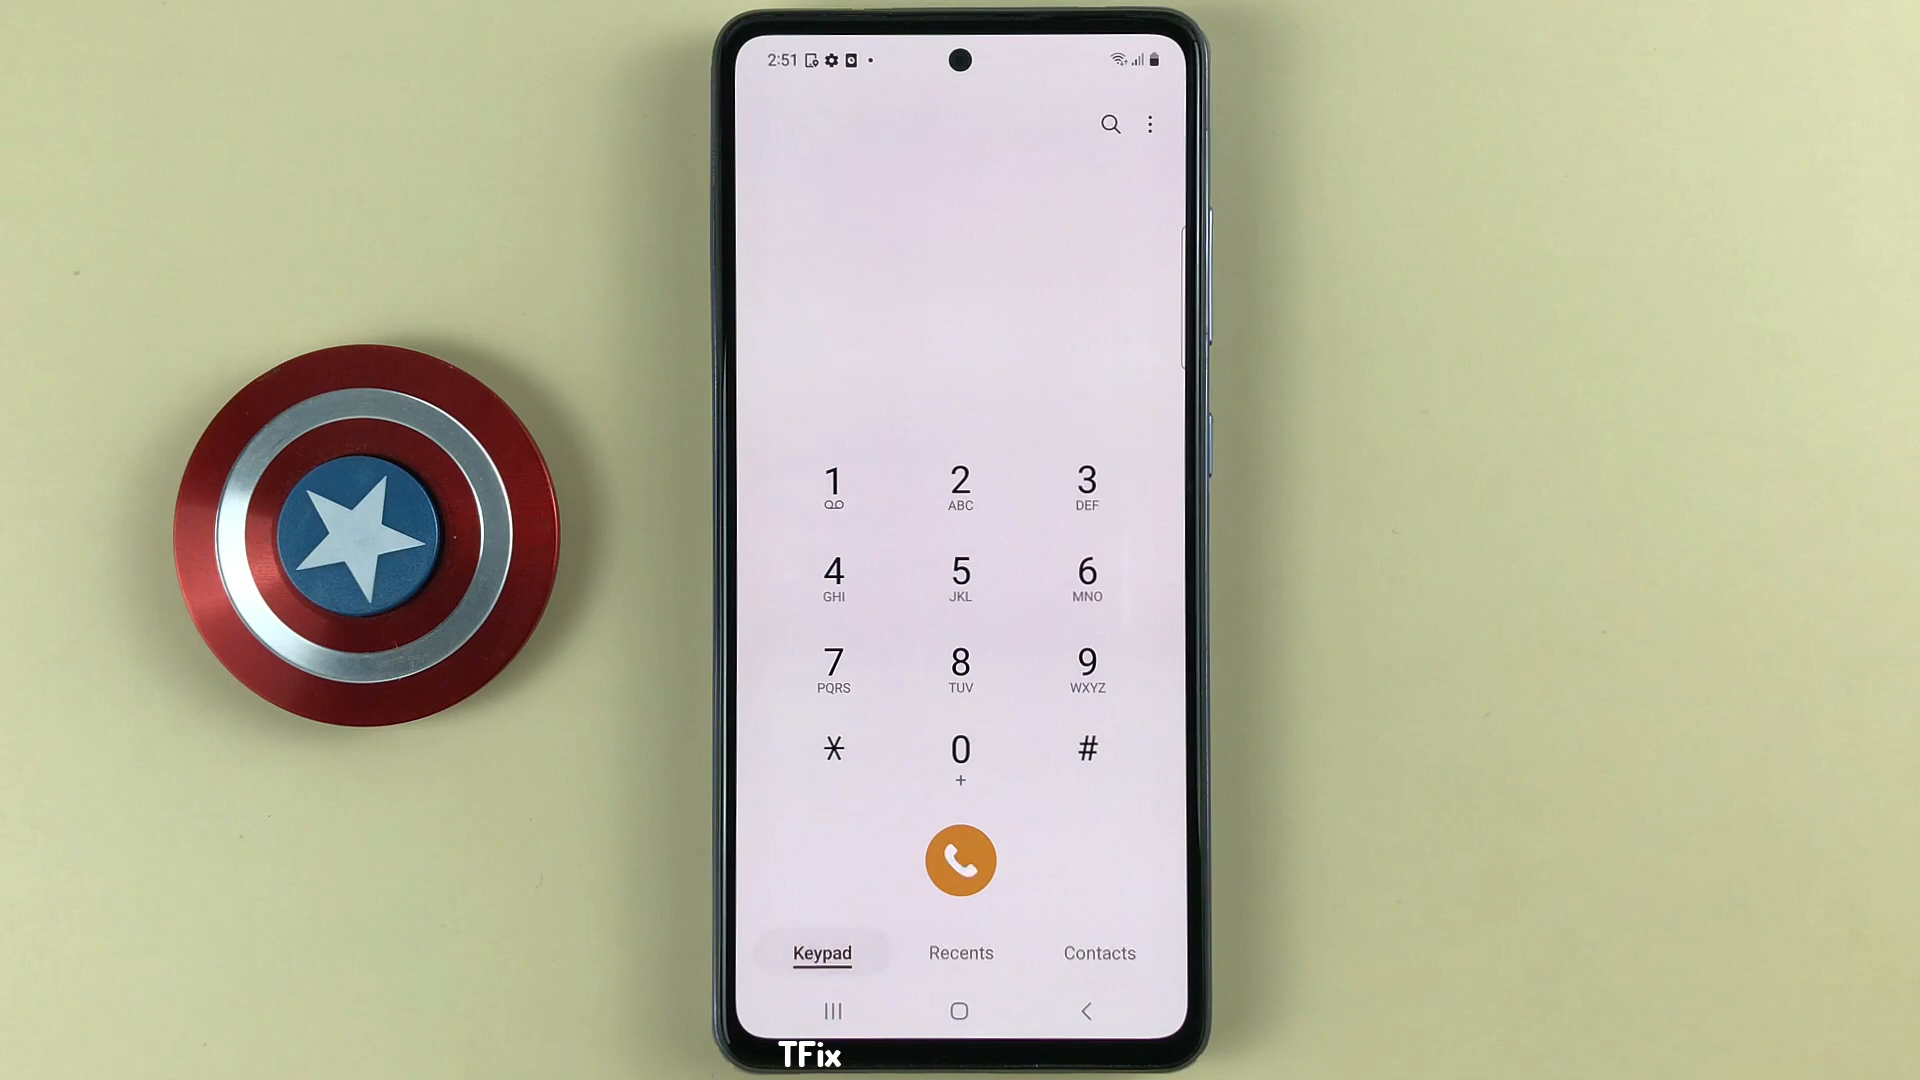 2:51
1 2 3
ABC DEF
4 5 6
GHI JKL MNO
7 8 9
PQRS TUV WXYZ
* 0 #
+
Keypad Recents Contacts
TFix